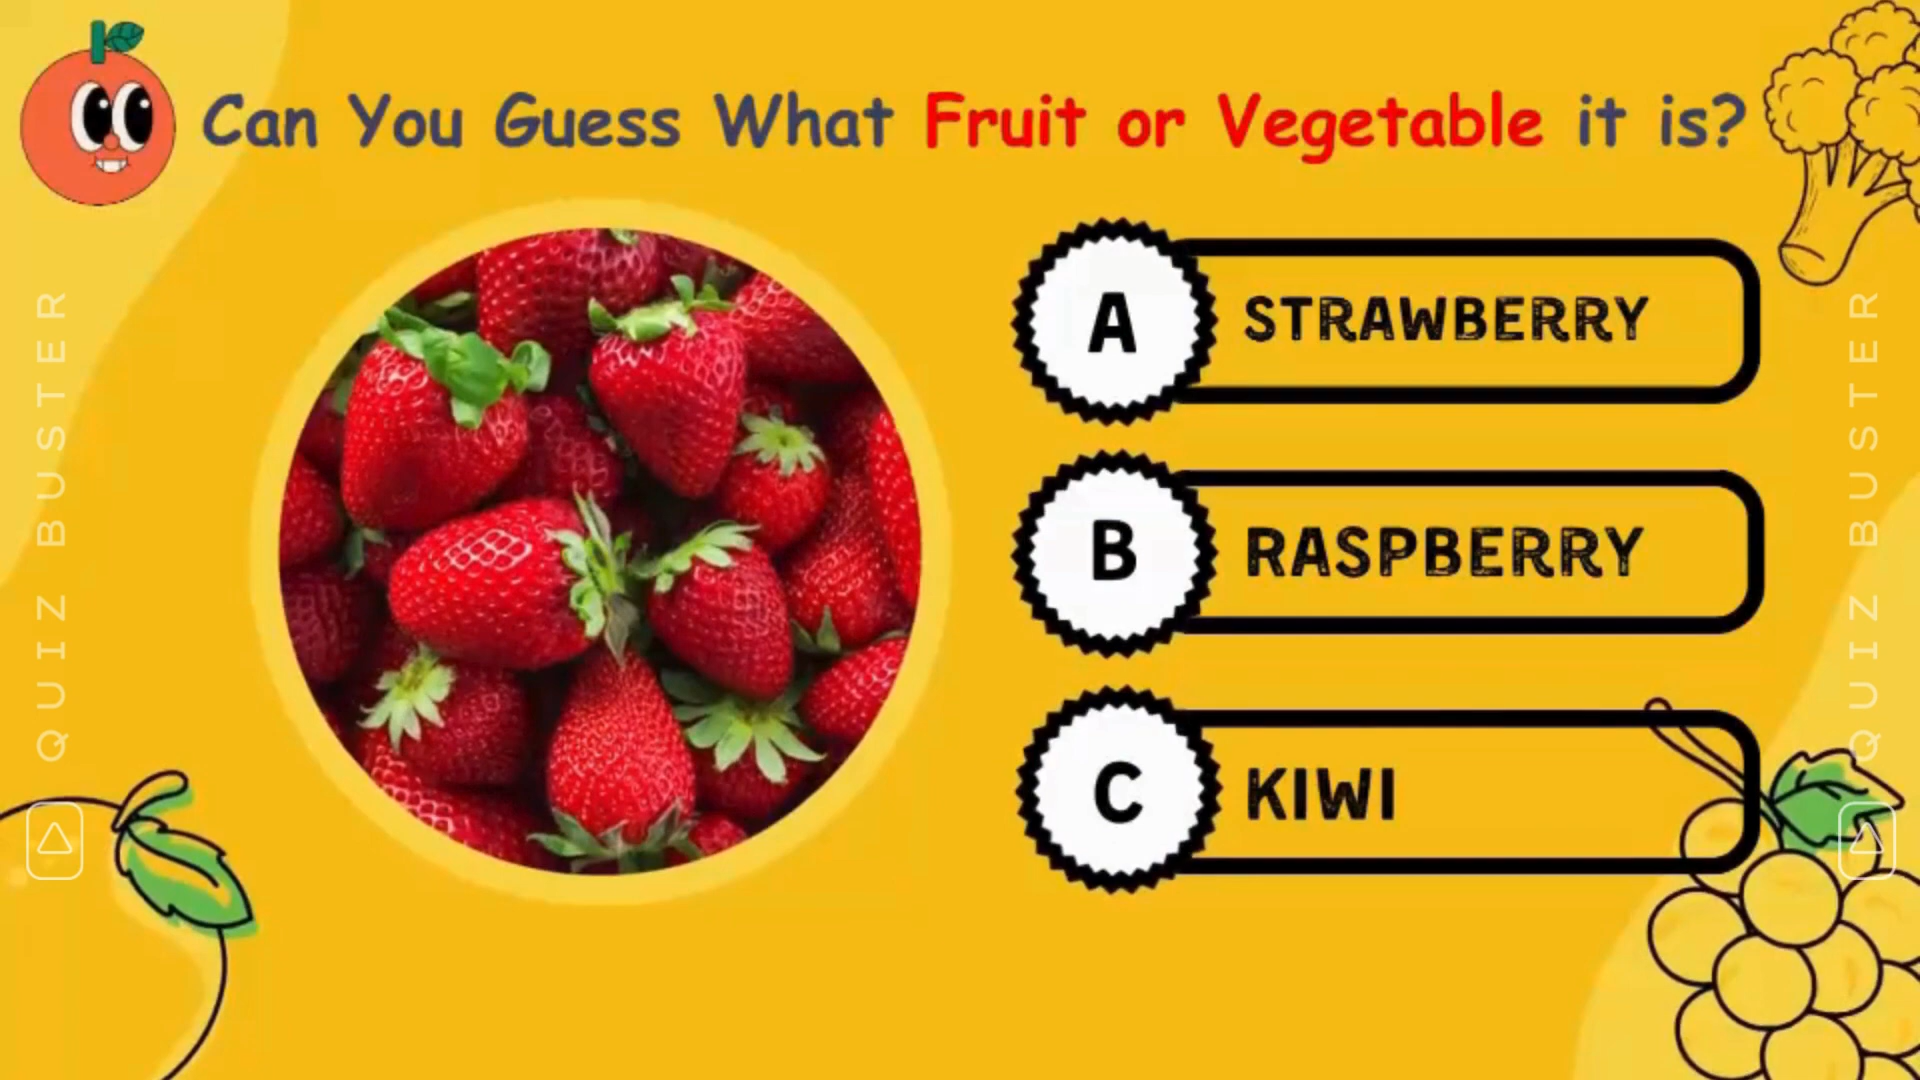 Can You Guess What Fruit or Vegetable it is?
A STRAWBERRY
B RASPBERRY
C KIWI
QUIZ BUSTER
QUIZ BUSTER